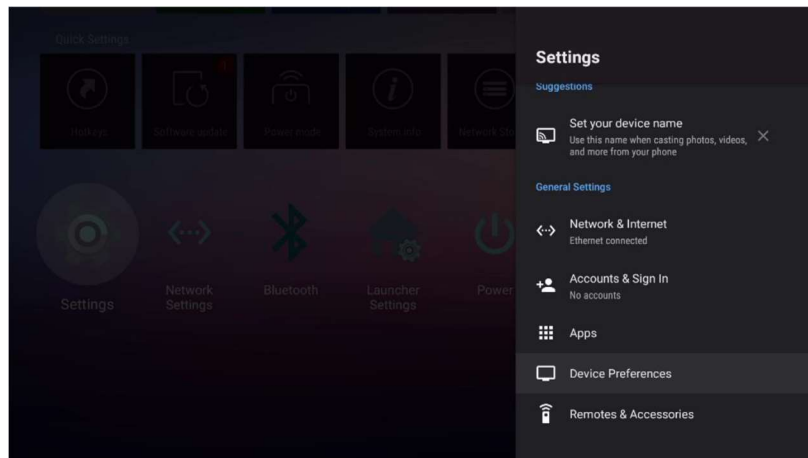 Quick Settings
Hotkeys
Software update
Power mode
System info
Network Sto
Settings
Network
Settings
Bluetooth
Launcher
Settings
Power
Settings
Suggestions
Set your device name
Use this name when casting photos, videos,
and more from your phone
General Settings
Network & Internet
Ethernet connected
Accounts & Sign In
No accounts
Apps
Device Preferences
Remotes & Accessories